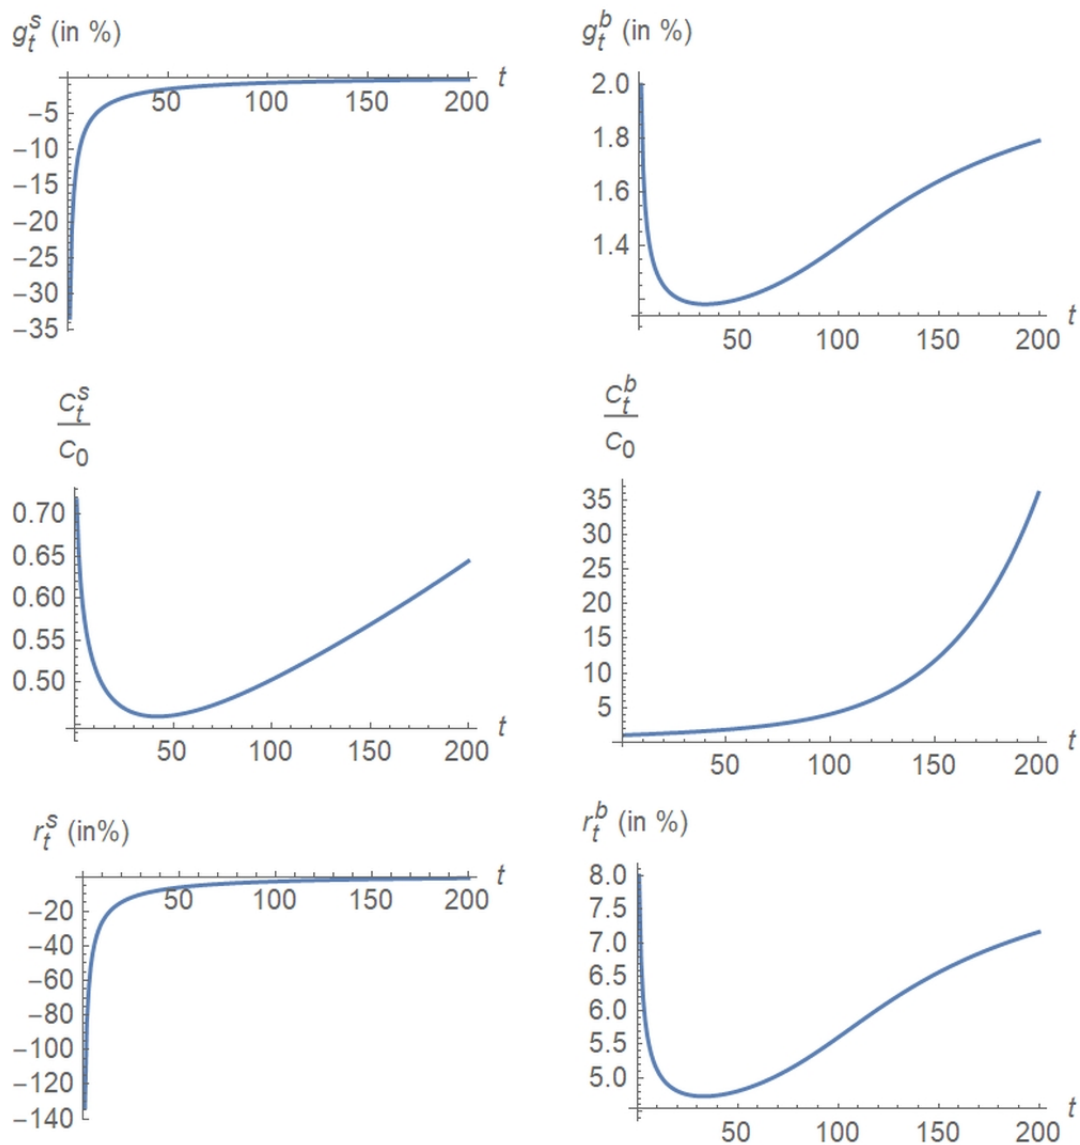 g_t^s (in %)
t
50 100 150 200
−5
−10
−15
−20
−25
−30
−35
g_t^b (in %)
2.0
1.8
1.6
1.4
t
50 100 150 200
C_t^s
C_0
0.70
0.65
0.60
0.55
0.50
t
50 100 150 200
C_t^b
C_0
35
30
25
20
15
10
5
t
50 100 150 200
r_t^s (in%)
t
50 100 150 200
−20
−40
−60
−80
−100
−120
−140
r_t^b (in %)
8.0
7.5
7.0
6.5
6.0
5.5
5.0
t
50 100 150 200